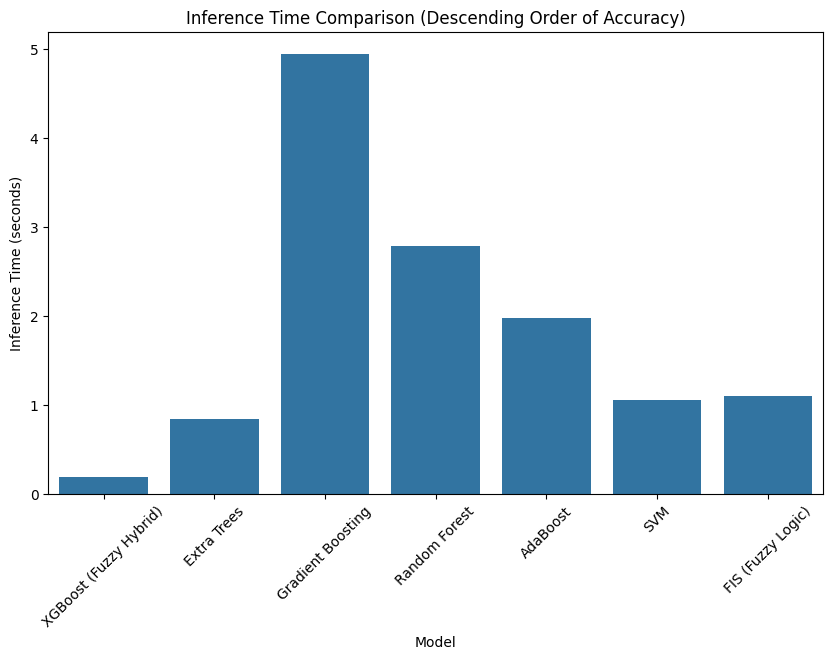 Inference Time Comparison (Descending Order of Accuracy)
Inference Time (seconds)
5
4
3
2
1
0
XGBoost (Fuzzy Hybrid)
Extra Trees
Gradient Boosting
Random Forest
AdaBoost
SVM
FIS (Fuzzy Logic)
Model